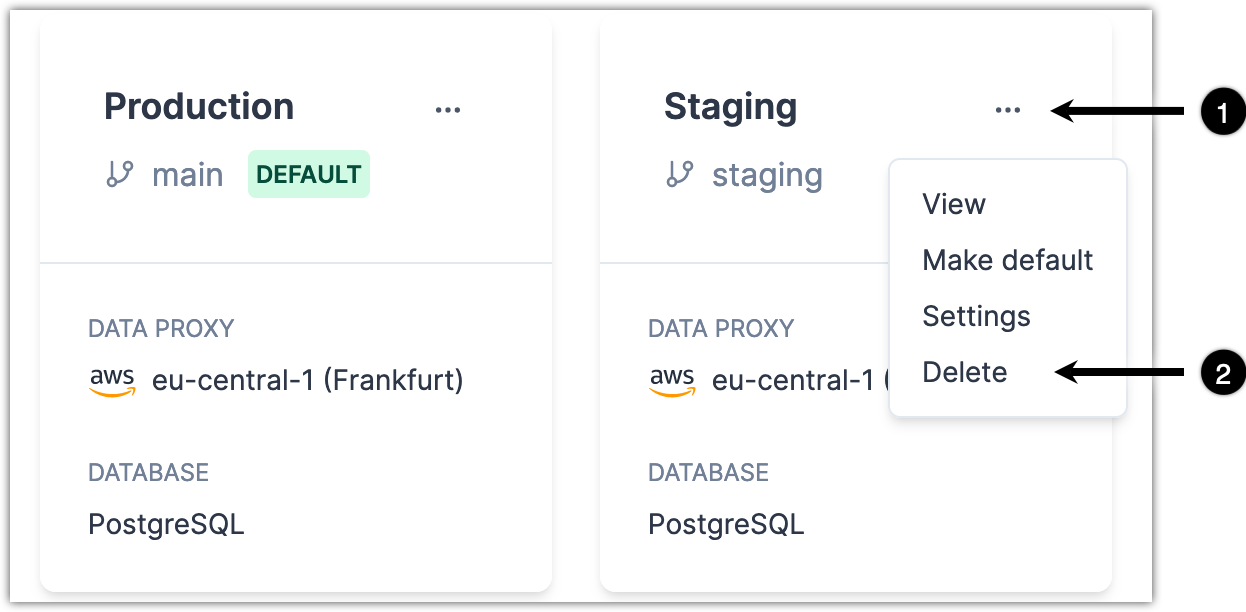 Production
...
main DEFAULT
DATA PROXY
aws eu-central-1 (Frankfurt)
DATABASE
PostgreSQL
Staging
... 1
staging
View
Make default
Settings
Delete 2
DATA PROXY
aws eu-central-1 (
DATABASE
PostgreSQL